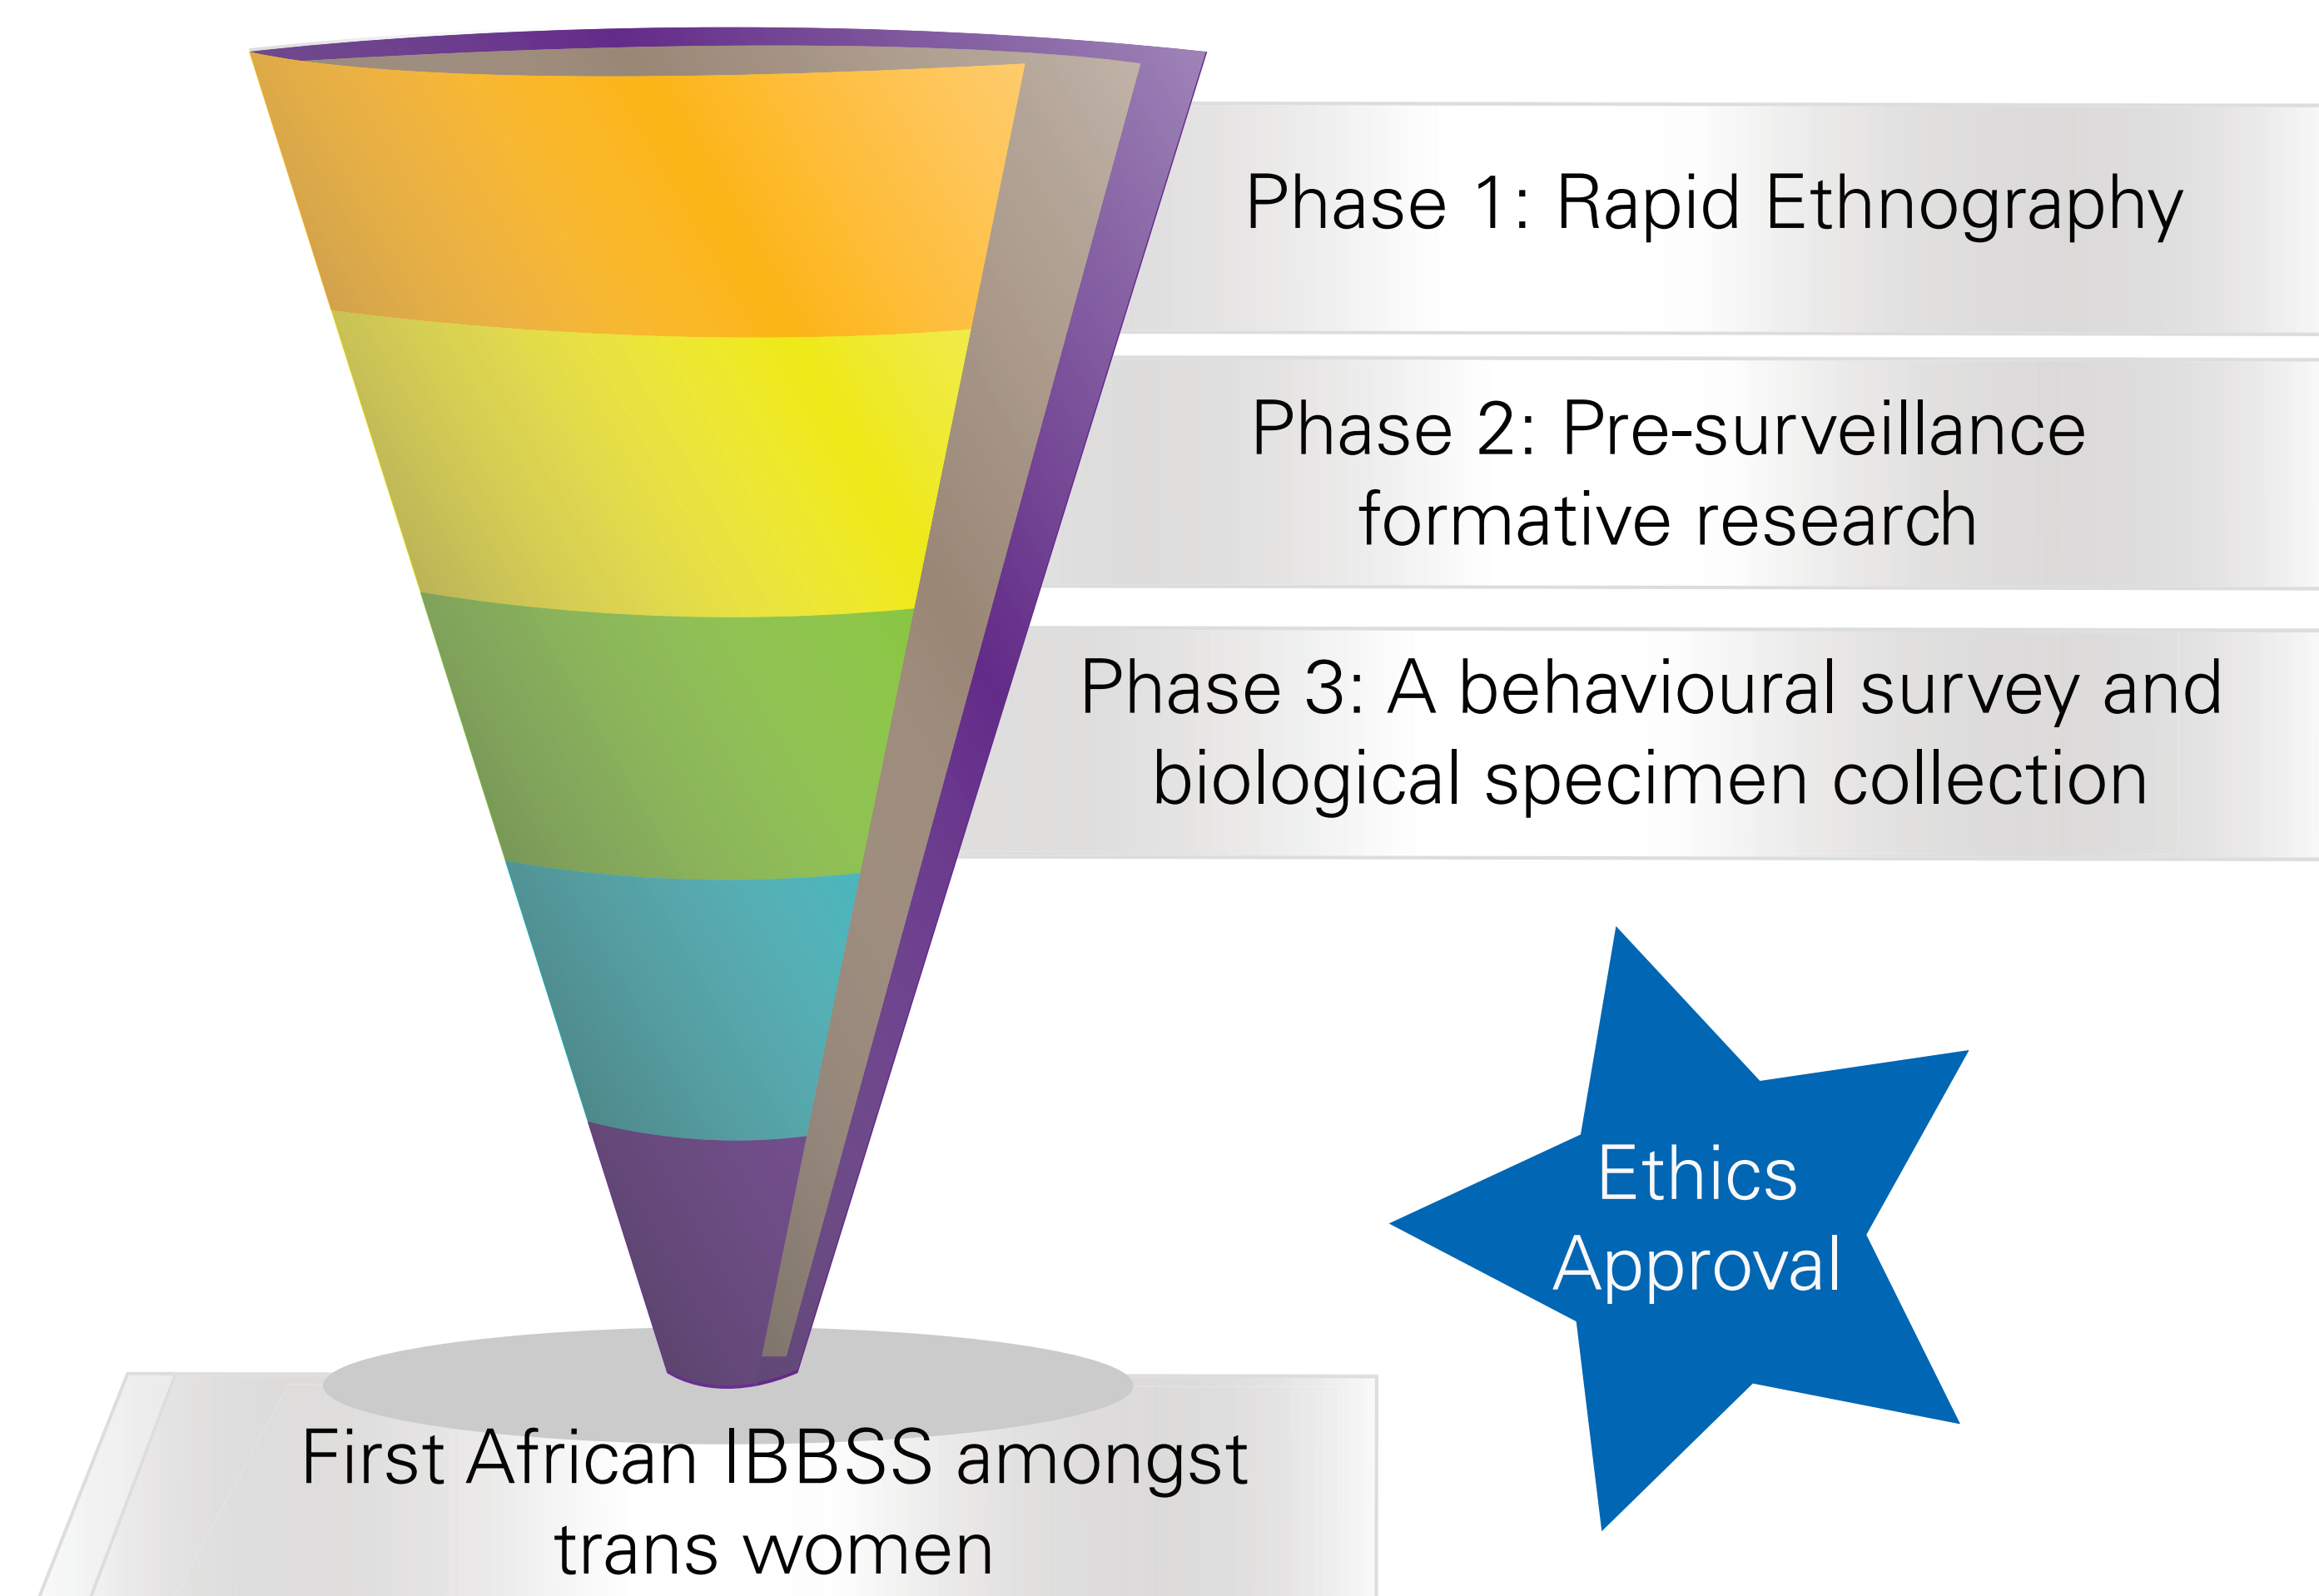 Phase 1: Rapid Ethnography
Phase 2: Pre-surveillance
formative research
Phase 3: A behavioural survey and
biological specimen collection
Ethics
Approval
First African IBBSS amongst
trans women